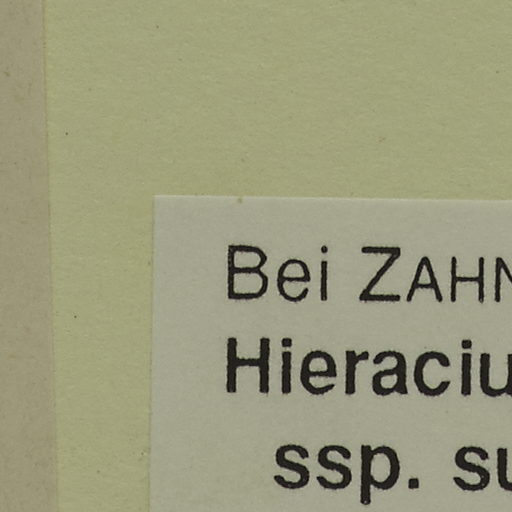 Bei ZAHN
Hieraciu
ssp. su